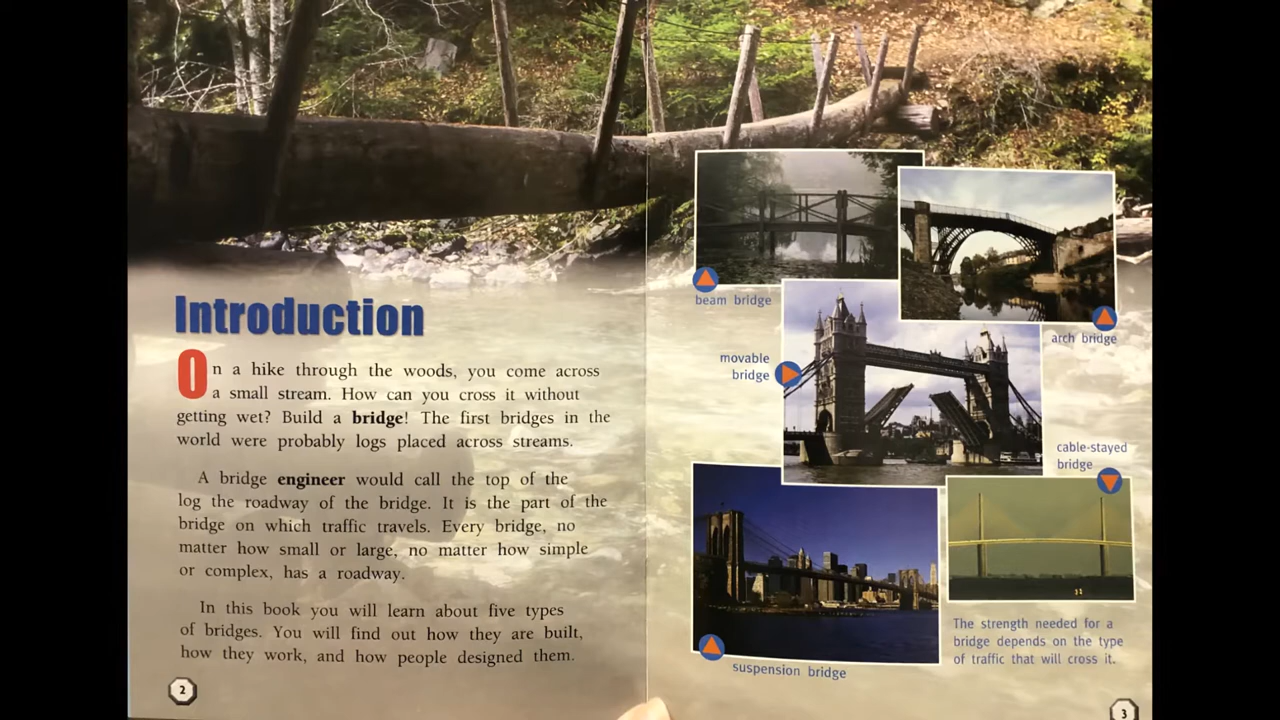 Introduction
On a hike through the woods, you come across
a small stream. How can you cross it without
getting wet? Build a bridge! The first bridges in the
world were probably logs placed across streams.
A bridge engineer would call the top of the
log the roadway of the bridge. It is the part of the
bridge on which traffic travels. Every bridge, no
matter how small or large, no matter how simple
or complex, has a roadway.
In this book you will learn about five types
of bridges. You will find out how they are built,
how they work, and how people designed them.
2
beam bridge
arch bridge
movable
bridge
cable-stayed
bridge
suspension bridge
The strength needed for a
bridge depends on the type
of traffic that will cross it.
3